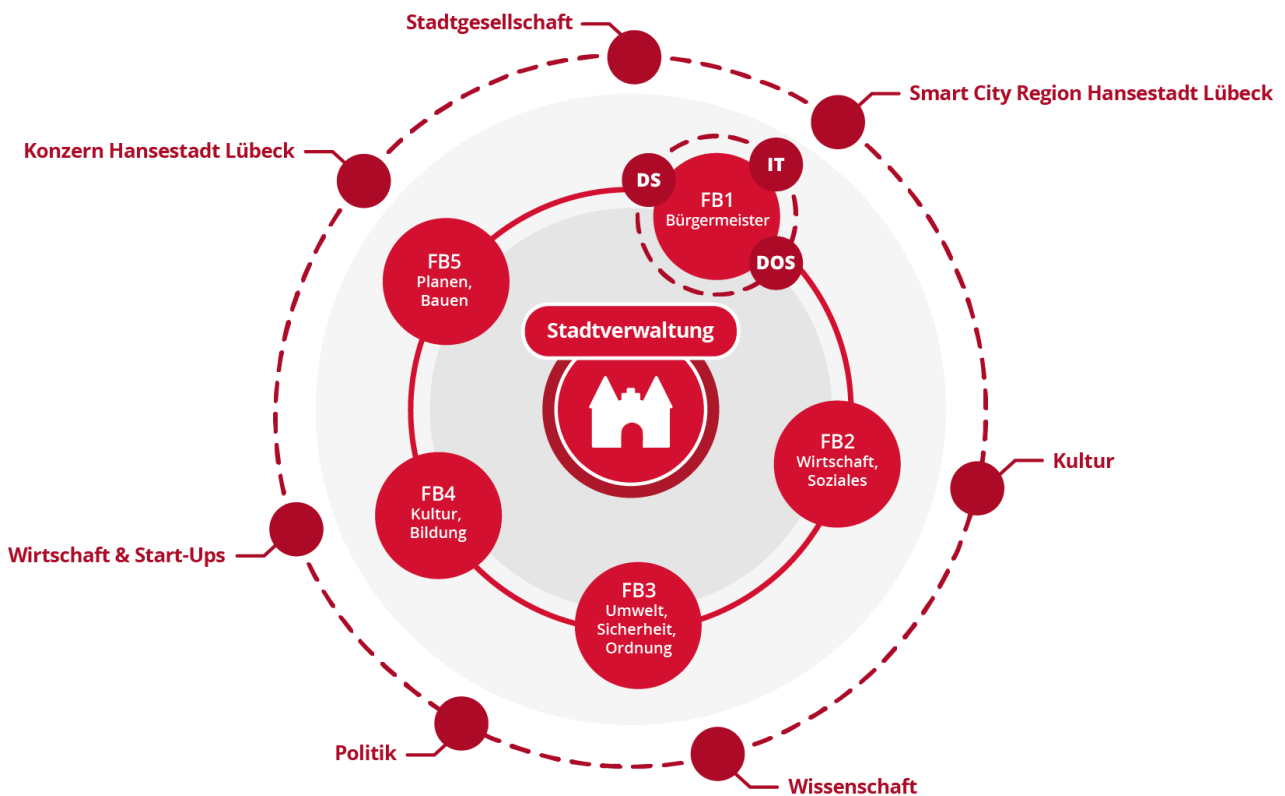 Stadtgesellschaft
Smart City Region Hansestadt Lübeck
Konzern Hansestadt Lübeck
IT
DS
FB1
Bürgermeister
DOS
FB5
Planen,
Bauen
Stadtverwaltung
FB2
Wirtschaft,
Soziales
Kultur
FB4
Kultur,
Bildung
Wirtschaft & Start-Ups
FB3
Umwelt,
Sicherheit,
Ordnung
Politik
Wissenschaft